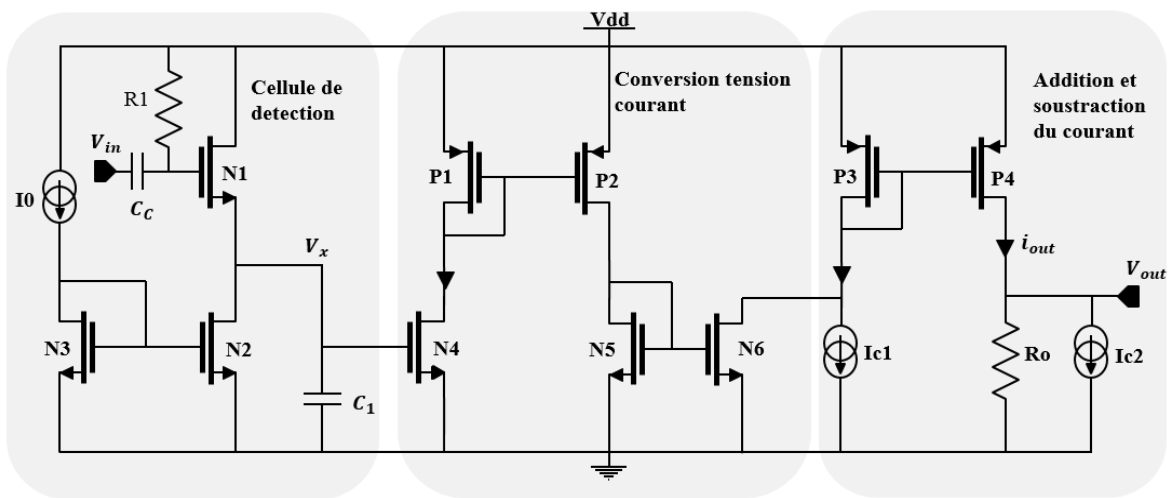 Vdd
Cellule de
detection
Conversion tension
courant
Addition et
soustraction
du courant
R1
V_in
C_C
N1
I0
P1
P2
P3
P4
V_x
i_out
V_out
N3
N2
N4
N5
N6
Ic1
Ro
Ic2
C_1